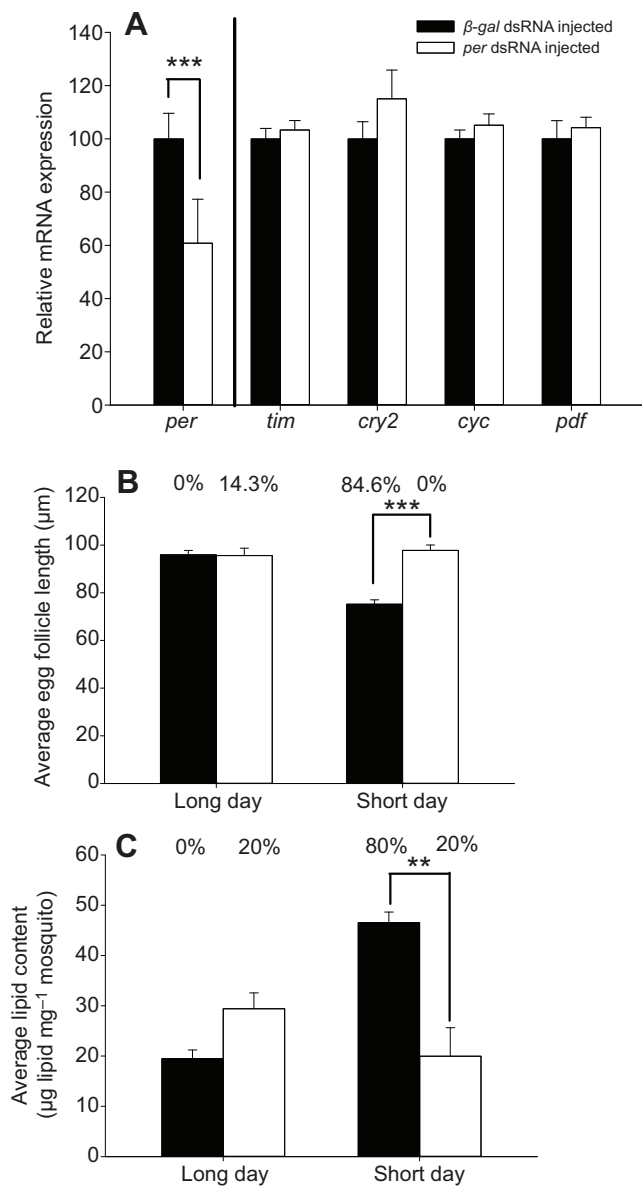 A
β-gal dsRNA injected
per dsRNA injected
***
140
120
100
80
60
40
20
0
Relative mRNA expression
per tim cry2 cyc pdf
B
0% 14.3% 84.6% 0%
***
120
100
80
60
40
20
0
Average egg follicle length (µm)
Long day Short day
C
0% 20% 80% 20%
**
60
50
40
30
20
10
0
Average lipid content
(µg lipid mg⁻¹ mosquito)
Long day Short day